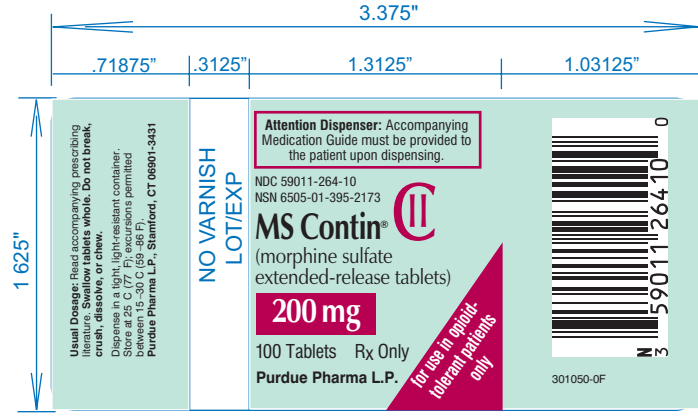 3.375"
.71875"
.3125"
1.3125"
1.03125"
1 625"
Usual Dosage: Read accompanying prescribing
literature. Swallow tablets whole. Do not break,
crush, dissolve, or chew.
Dispense in a tight, light-resistant container.
Store at 25 C (77 F); excursions permitted
between 15 -30 C (59 –86 F).
Purdue Pharma L.P., Stamford, CT 06901-3431
NO VARNISH
LOT/EXP
Attention Dispenser: Accompanying
Medication Guide must be provided to
the patient upon dispensing.
NDC 59011-264-10
NSN 6505-01-395-2173
MS Contin®
CII
(morphine sulfate
extended-release tablets)
200 mg
100 Tablets Rx Only
Purdue Pharma L.P.
for use in opioid-
tolerant patients
only
N
3 59011 26410 0
301050-0F